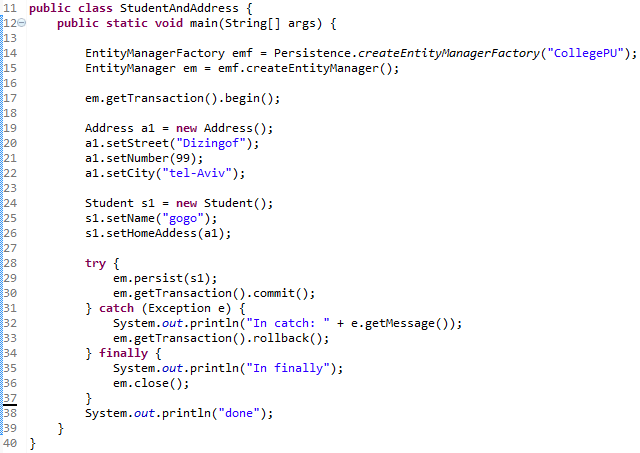 11 public class StudentAndAddress {
12 public static void main(String[] args) {
13
14 EntityManagerFactory emf = Persistence.createEntityManagerFactory("CollegePU");
15 EntityManager em = emf.createEntityManager();
16
17 em.getTransaction().begin();
18
19 Address a1 = new Address();
20 a1.setStreet("Dizingof");
21 a1.setNumber(99);
22 a1.setCity("tel-Aviv");
23
24 Student s1 = new Student();
25 s1.setName("gogo");
26 s1.setHomeAddess(a1);
27
28 try {
29 em.persist(s1);
30 em.getTransaction().commit();
31 } catch (Exception e) {
32 System.out.println("In catch: " + e.getMessage());
33 em.getTransaction().rollback();
34 } finally {
35 System.out.println("In finally");
36 em.close();
37 }
38 System.out.println("done");
39 }
40 }